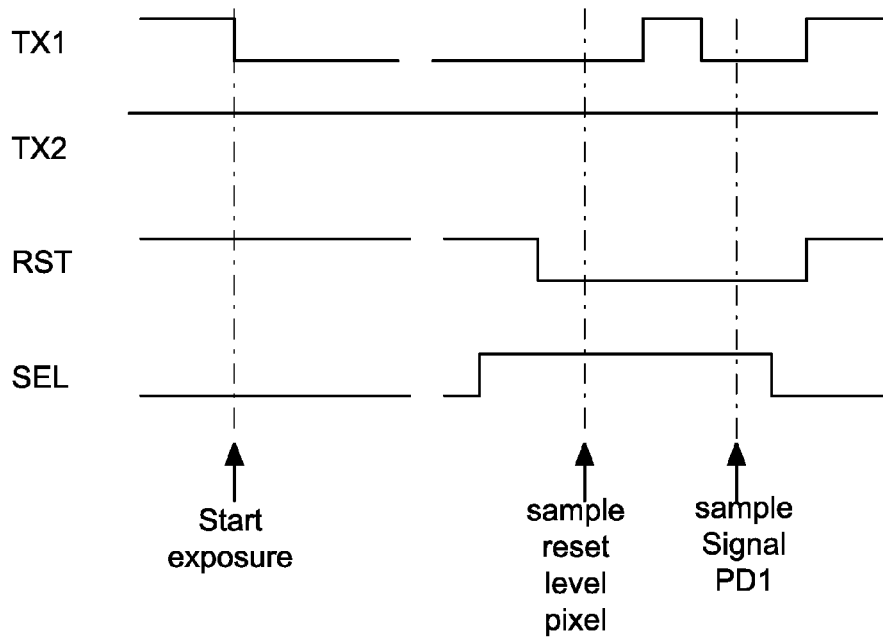 TX1
TX2
RST
SEL
Start
exposure
sample
reset
level
pixel
sample
Signal
PD1